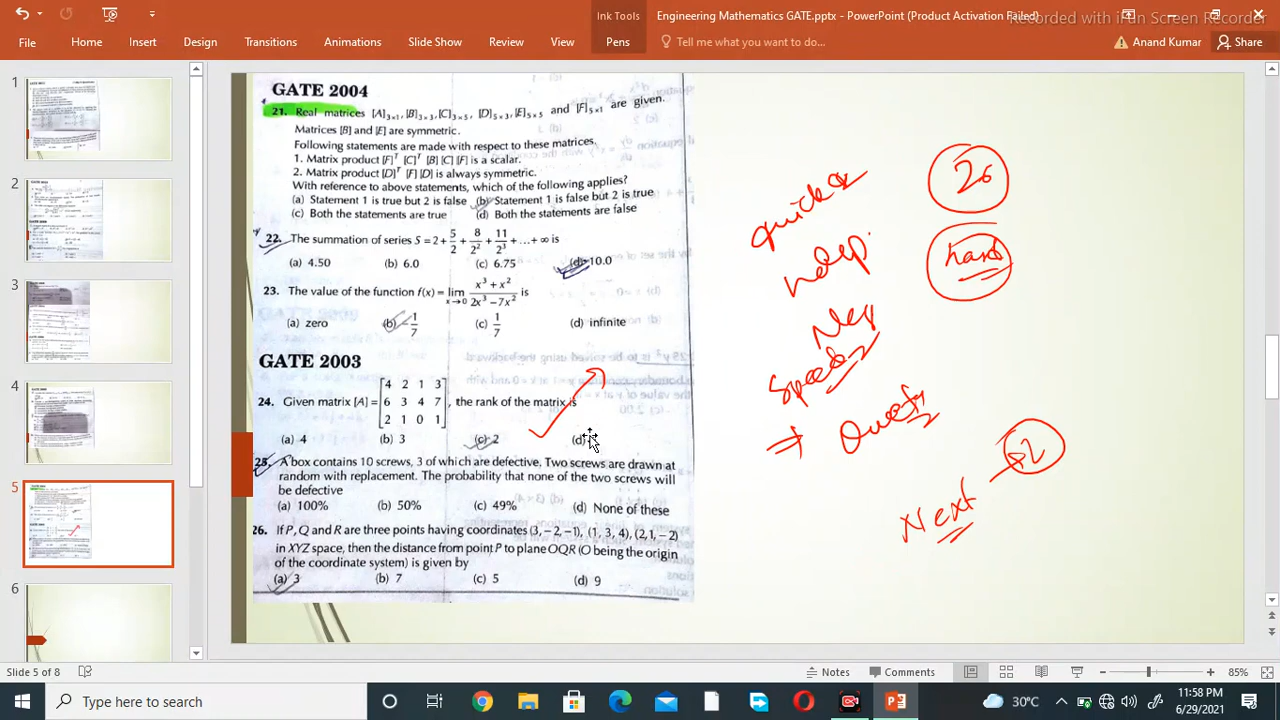 Ink Tools
Engineering Mathematics GATE.pptx - PowerPoint (Product Activation Failed)
Recorded with iFun Screen Recorder
File Home Insert Design Transitions Animations Slide Show Review View Pens Tell me what you want to do... Anand Kumar Share
1
2
3
4
5
6
GATE 2004
21. Real matrices [A]3×1, [B]3×3, [C]3×5, [D]5×3, [E]5×5 and [F]5×1 are given.
Matrices [B] and [E] are symmetric.
Following statements are made with respect to these matrices.
1. Matrix product [F]ᵀ [C]ᵀ [B] [C] [F] is a scalar.
2. Matrix product [D]ᵀ [F] [D] is always symmetric.
With reference to above statements, which of the following applies?
(a) Statement 1 is true but 2 is false (b) Statement 1 is false but 2 is true
(c) Both the statements are true (d) Both the statements are false
22. The summation of series S = 2 + 5/2 + 8/2² + 11/2³ + ... + ∞ is
(a) 4.50 (b) 6.0 (c) 6.75 (d) 10.0
23. The value of the function f(x) = lim x→0 x³ + x² / 2x³ − 7x² is
(a) zero (b) −1/7 (c) 1/7 (d) infinite
GATE 2003
24. Given matrix [A] = [4 2 1 3
6 3 4 7
2 1 0 1], the rank of the matrix is
(a) 4 (b) 3 (c) 2 (d)
25. A box contains 10 screws, 3 of which are defective. Two screws are drawn at
random with replacement. The probability that none of the two screws will
be defective
(a) 100% (b) 50% (c) 49% (d) None of these
26. If P, Q and R are three points having coordinates (3, −2, −1), (1, 3, 4), (2, 1, −2)
in XYZ space, then the distance from point P to plane OQR (O being the origin
of the coordinate system) is given by
(a) 3 (b) 7 (c) 5 (d) 9
26
hand
Next
Slide 5 of 8 Notes Comments 85%
Type here to search 30°C 11:58 PM
6/29/2021